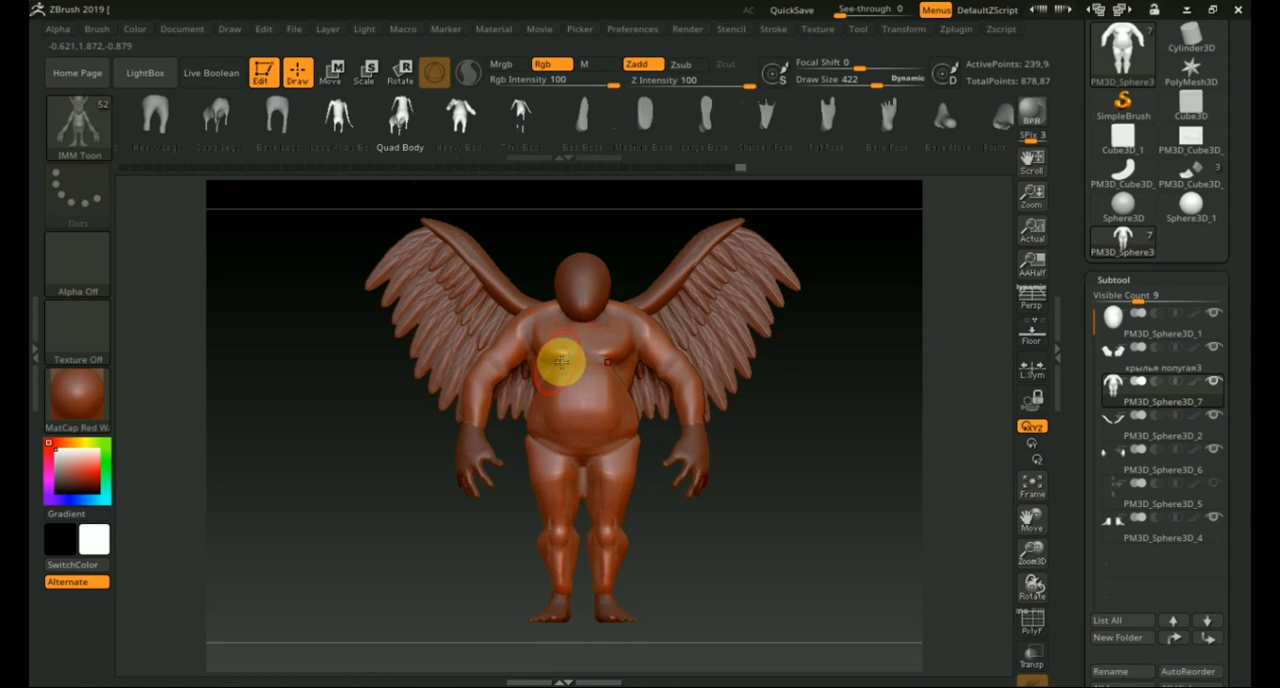 ZBrush 2019 [
AC QuickSave See-through 0 Menus DefaultZScript
Alpha Brush Color Document Draw Edit File Layer Light Macro Marker Material Movie Picker Preferences Render Stencil Stroke Texture Tool Transform Zplugin Zscript
-0.621,1.872,-0.879
Home Page LightBox Live Boolean Edit Draw Move Scale Rotate
Mrgb Rgb M Zadd Zsub Zcut
Rgb Intensity 100 Z Intensity 100
Focal Shift 0
Draw Size 422 Dynamic
ActivePoints: 239,9
TotalPoints: 878,87
S
D
52
IMM Toon
Quad Body
Dots
Alpha Off
Texture Off
MatCap Red W
Gradient
SwitchColor
Alternate
BPR
SPix 3
Scroll
Zoom
Actual
AAHalf
Dynamic
Persp
Floor
L.Sym
XYZ
Frame
Move
Zoom3D
Rotate
PolyF
Transp
7
PM3D_Sphere3
Cylinder3D
PolyMesh3D
SimpleBrush
Cube3D
Cube3D_1
PM3D_Cube3D_
3
PM3D_Cube3D_ PM3D_Cube3D_
Sphere3D Sphere3D_1
7
PM3D_Sphere3
Subtool
Visible Count 9
PM3D_Sphere3D_1
крылья попугая3
PM3D_Sphere3D_7
PM3D_Sphere3D_2
PM3D_Sphere3D_6
PM3D_Sphere3D_5
PM3D_Sphere3D_4
List All
New Folder
Rename AutoReorder